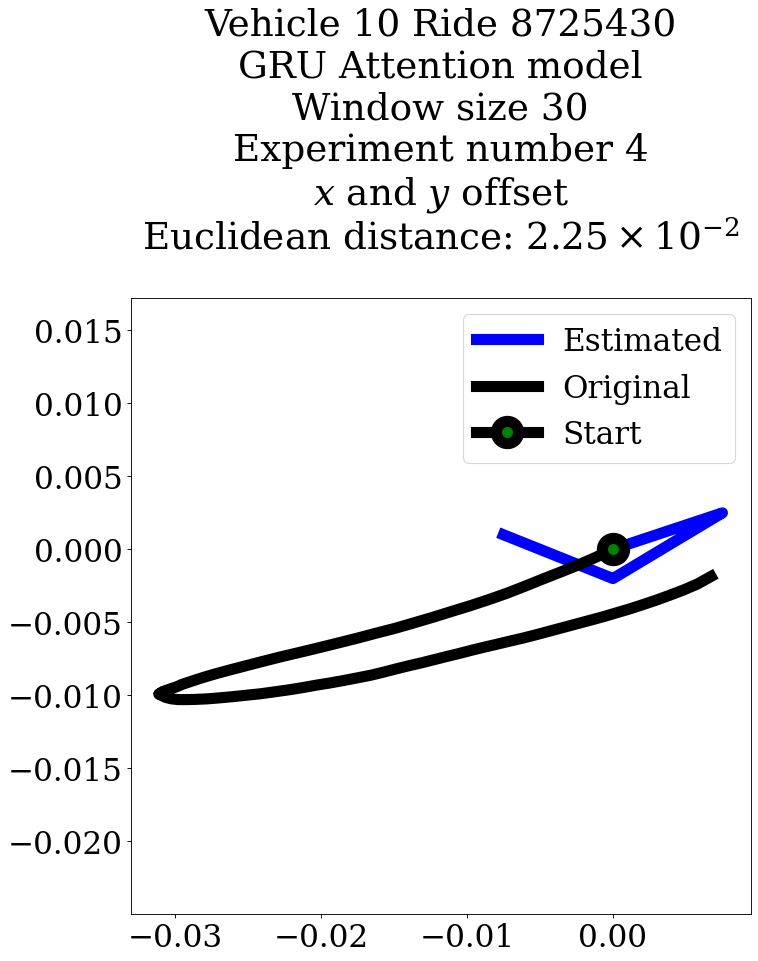 Vehicle 10 Ride 8725430
GRU Attention model
Window size 30
Experiment number 4
x and y offset
Euclidean distance: 2.25 × 10⁻²
Estimated
Original
Start
0.015
0.010
0.005
0.000
−0.005
−0.010
−0.015
−0.020
−0.03
−0.02
−0.01
0.00